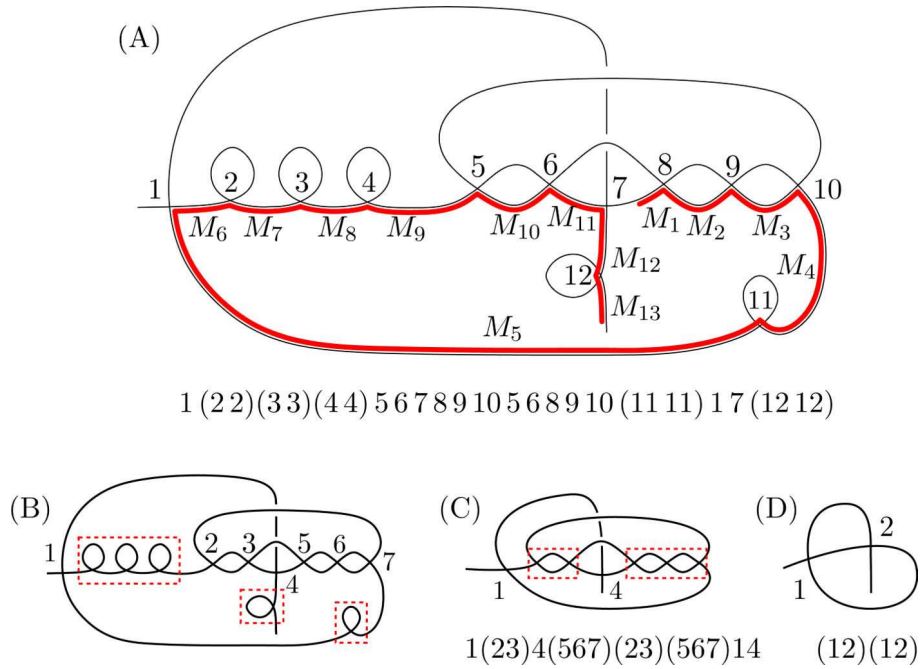 (A)
1 2 3 4 5 6 7 8 9 10
M₆ M₇ M₈ M₉ M₁₀ M₁₁ M₁ M₂ M₃
12 M₁₂ 11 M₄
M₁₃
M₅
1 (2 2)(3 3)(4 4) 5 6 7 8 9 10 5 6 8 9 10 (11 11) 1 7 (12 12)
(B)
1 2 3 5 6 7
4
(C)
1 4
1(23)4(567)(23)(567)14
(D)
2
1
(12)(12)